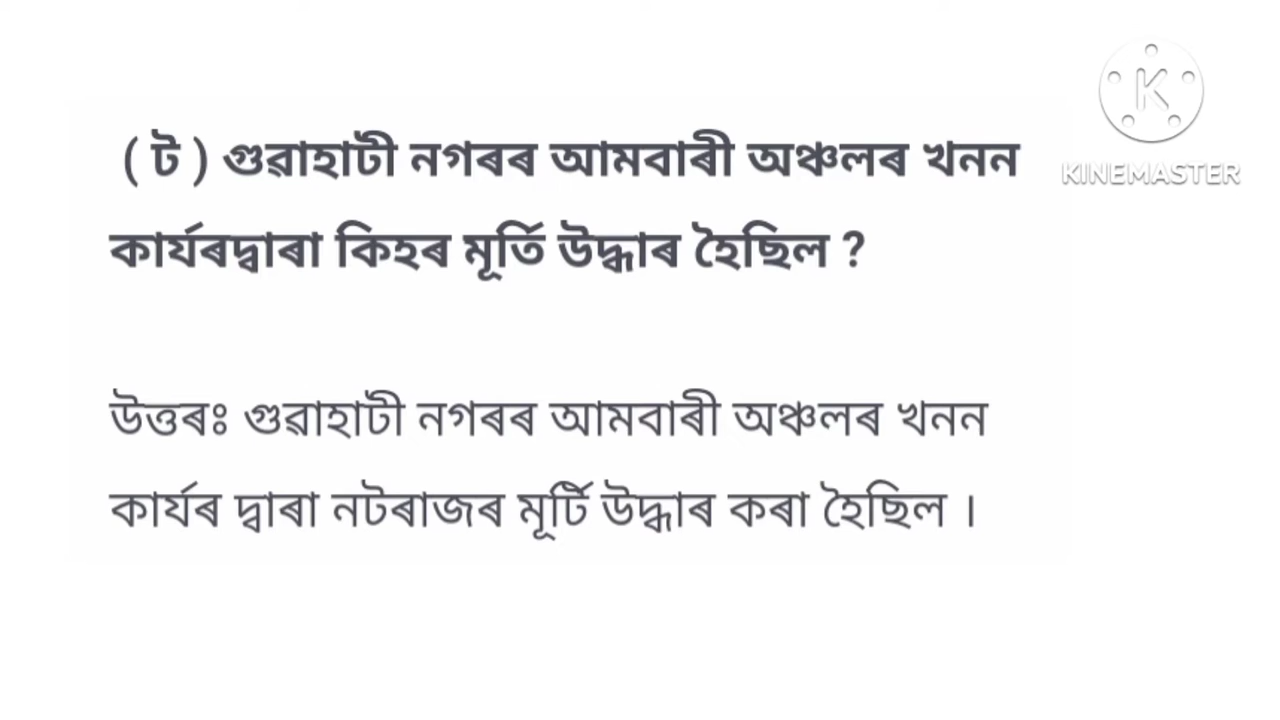 ( ট ) গুৱাহাটী নগৰৰ আমবাৰী অঞ্চলৰ খনন
কাৰ্যৰদ্বাৰা কিহৰ মূৰ্তি উদ্ধাৰ হৈছিল ?
উত্তৰঃ গুৱাহাটী নগৰৰ আমবাৰী অঞ্চলৰ খনন
কাৰ্যৰ দ্বাৰা নটৰাজৰ মূৰ্টি উদ্ধাৰ কৰা হৈছিল ।
KINEMASTER